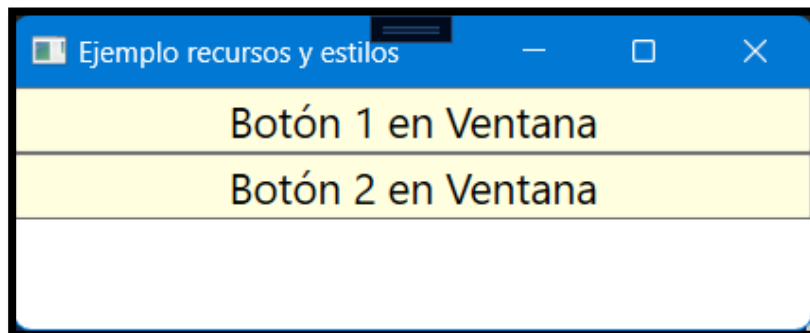 Ejemplo recursos y estilos
Botón 1 en Ventana
Botón 2 en Ventana